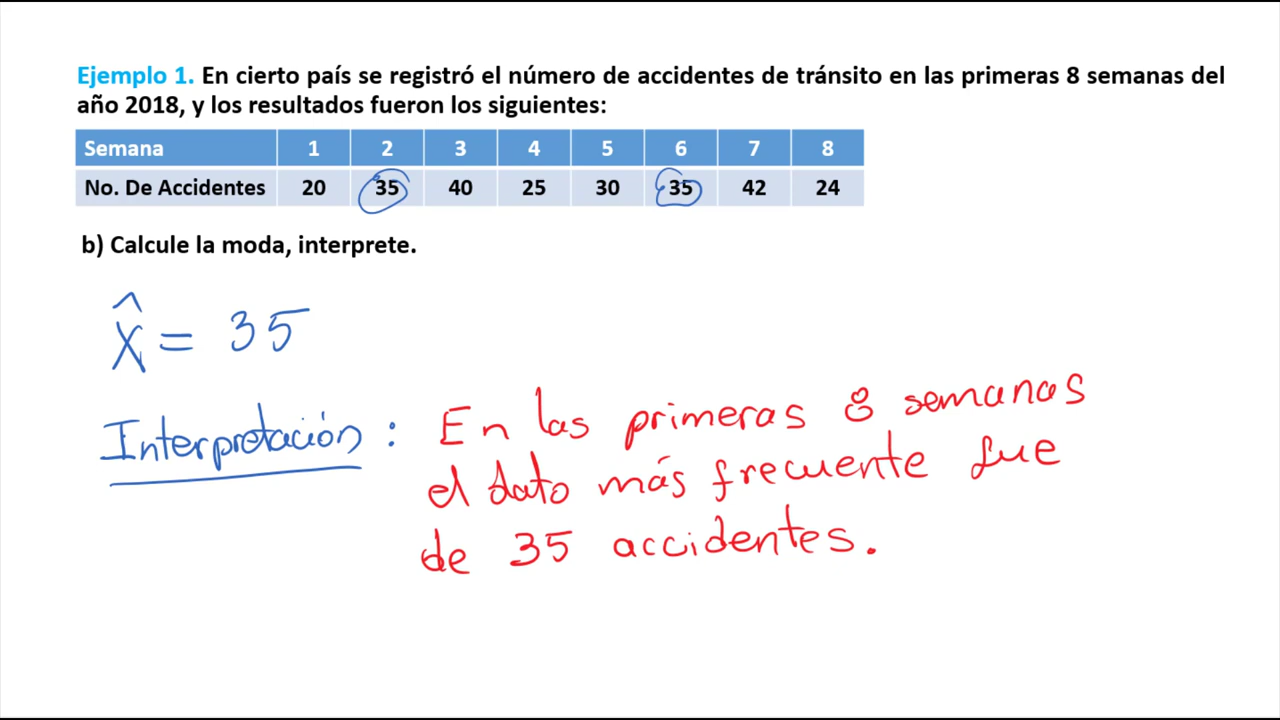 Ejemplo 1. En cierto país se registró el número de accidentes de tránsito en las primeras 8 semanas del
año 2018, y los resultados fueron los siguientes:
Semana 1 2 3 4 5 6 7 8
No. De Accidentes 20 35 40 25 30 35 42 24
b) Calcule la moda, interprete.
X̂ = 35
Interpretación : En las primeras 8 semanas
el dato más frecuente fue
de 35 accidentes.